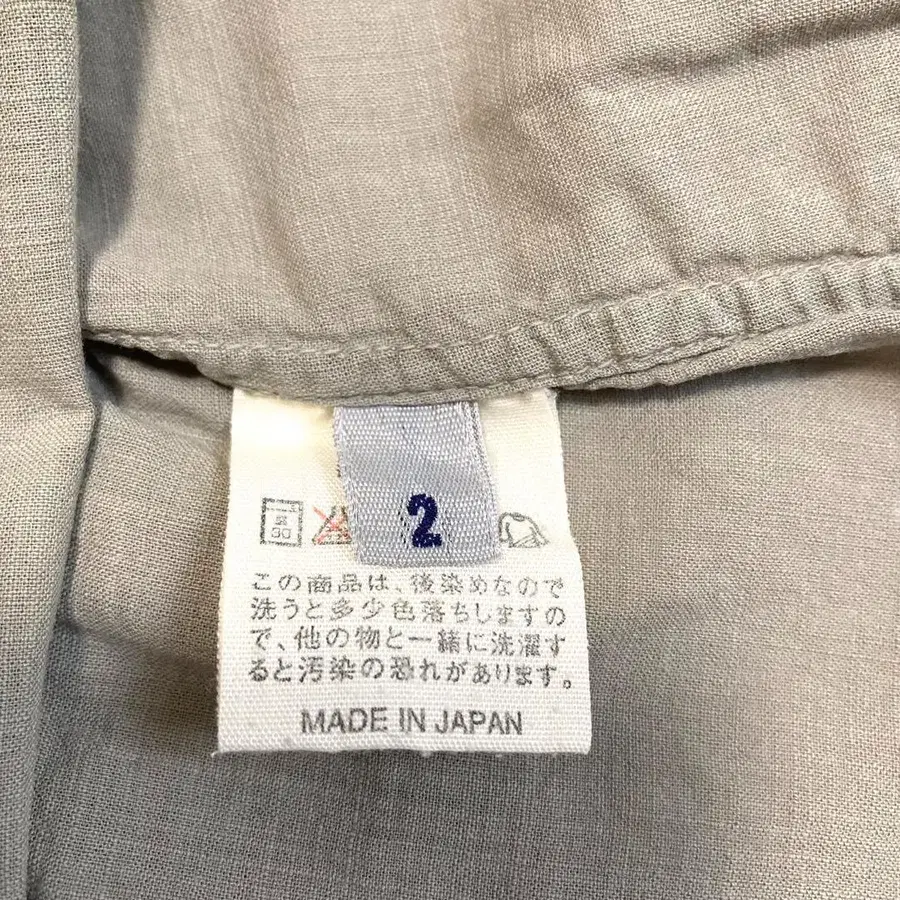 2
30
この商品は、後染めなので
洗うと多少色落ちしますの
で、他の物と一緒に洗濯す
ると汚染の恐れがあります。
MADE IN JAPAN